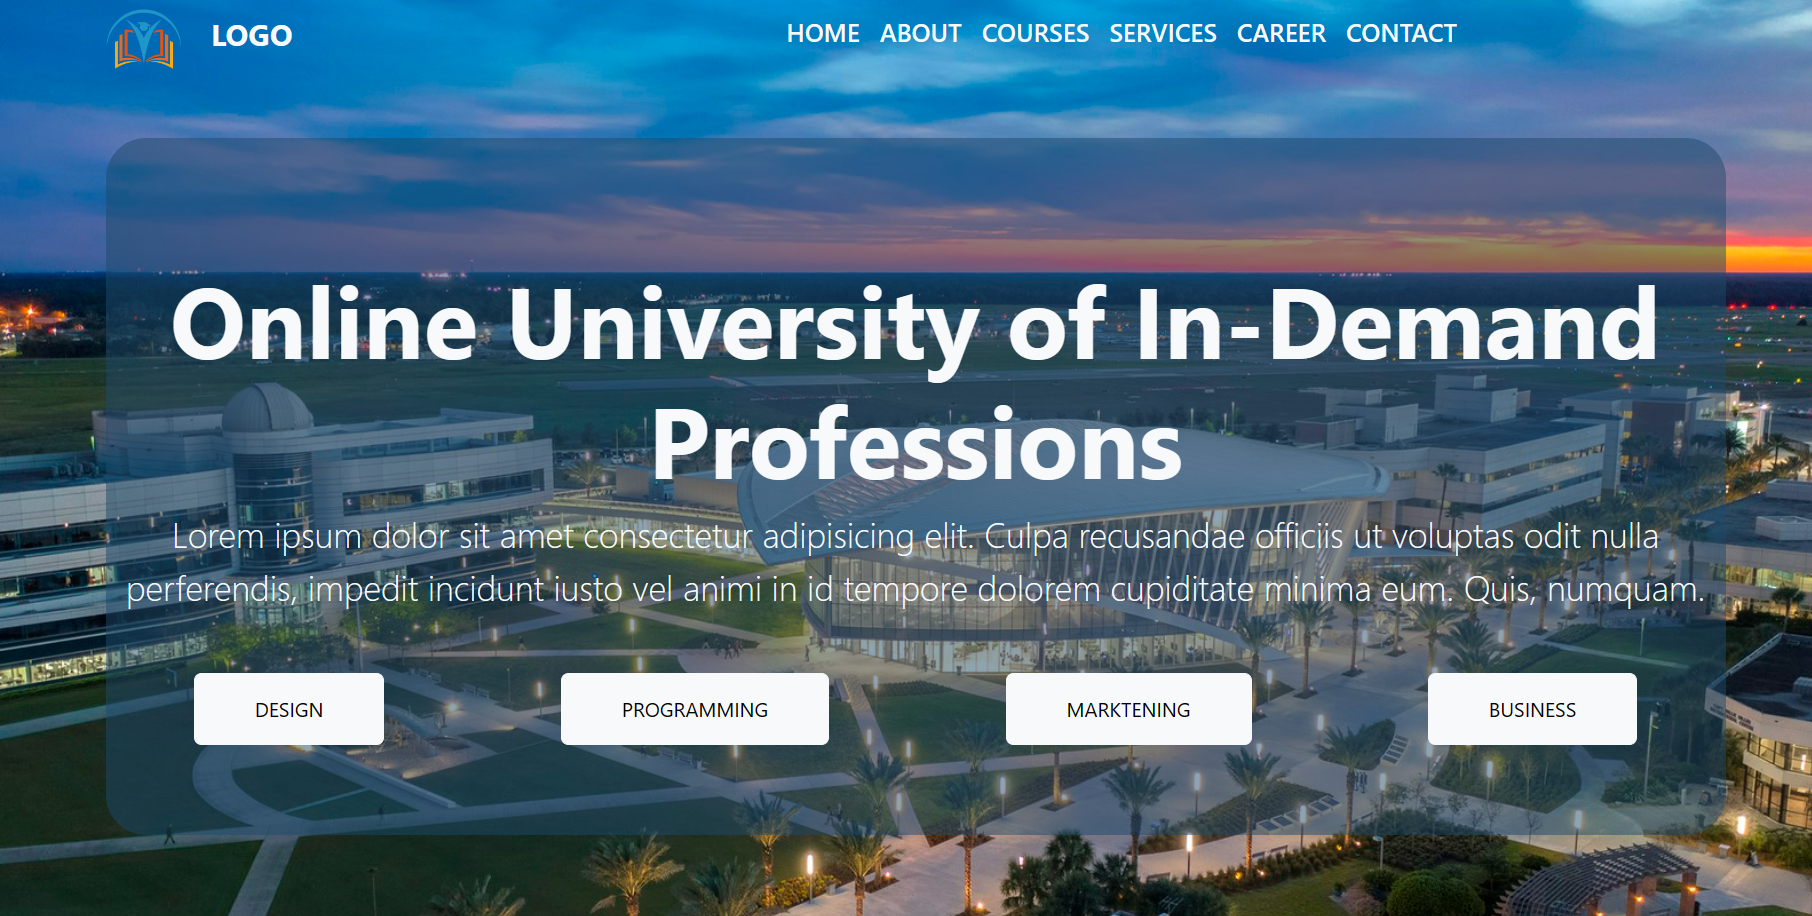 LOGO
HOME ABOUT COURSES SERVICES CAREER CONTACT
Online University of In-Demand
Professions
Lorem ipsum dolor sit amet consectetur adipisicing elit. Culpa recusandae officiis ut voluptas odit nulla
perferendis, impedit incidunt iusto vel animi in id tempore dolorem cupiditate minima eum. Quis, numquam.
DESIGN PROGRAMMING MARKTENING BUSINESS